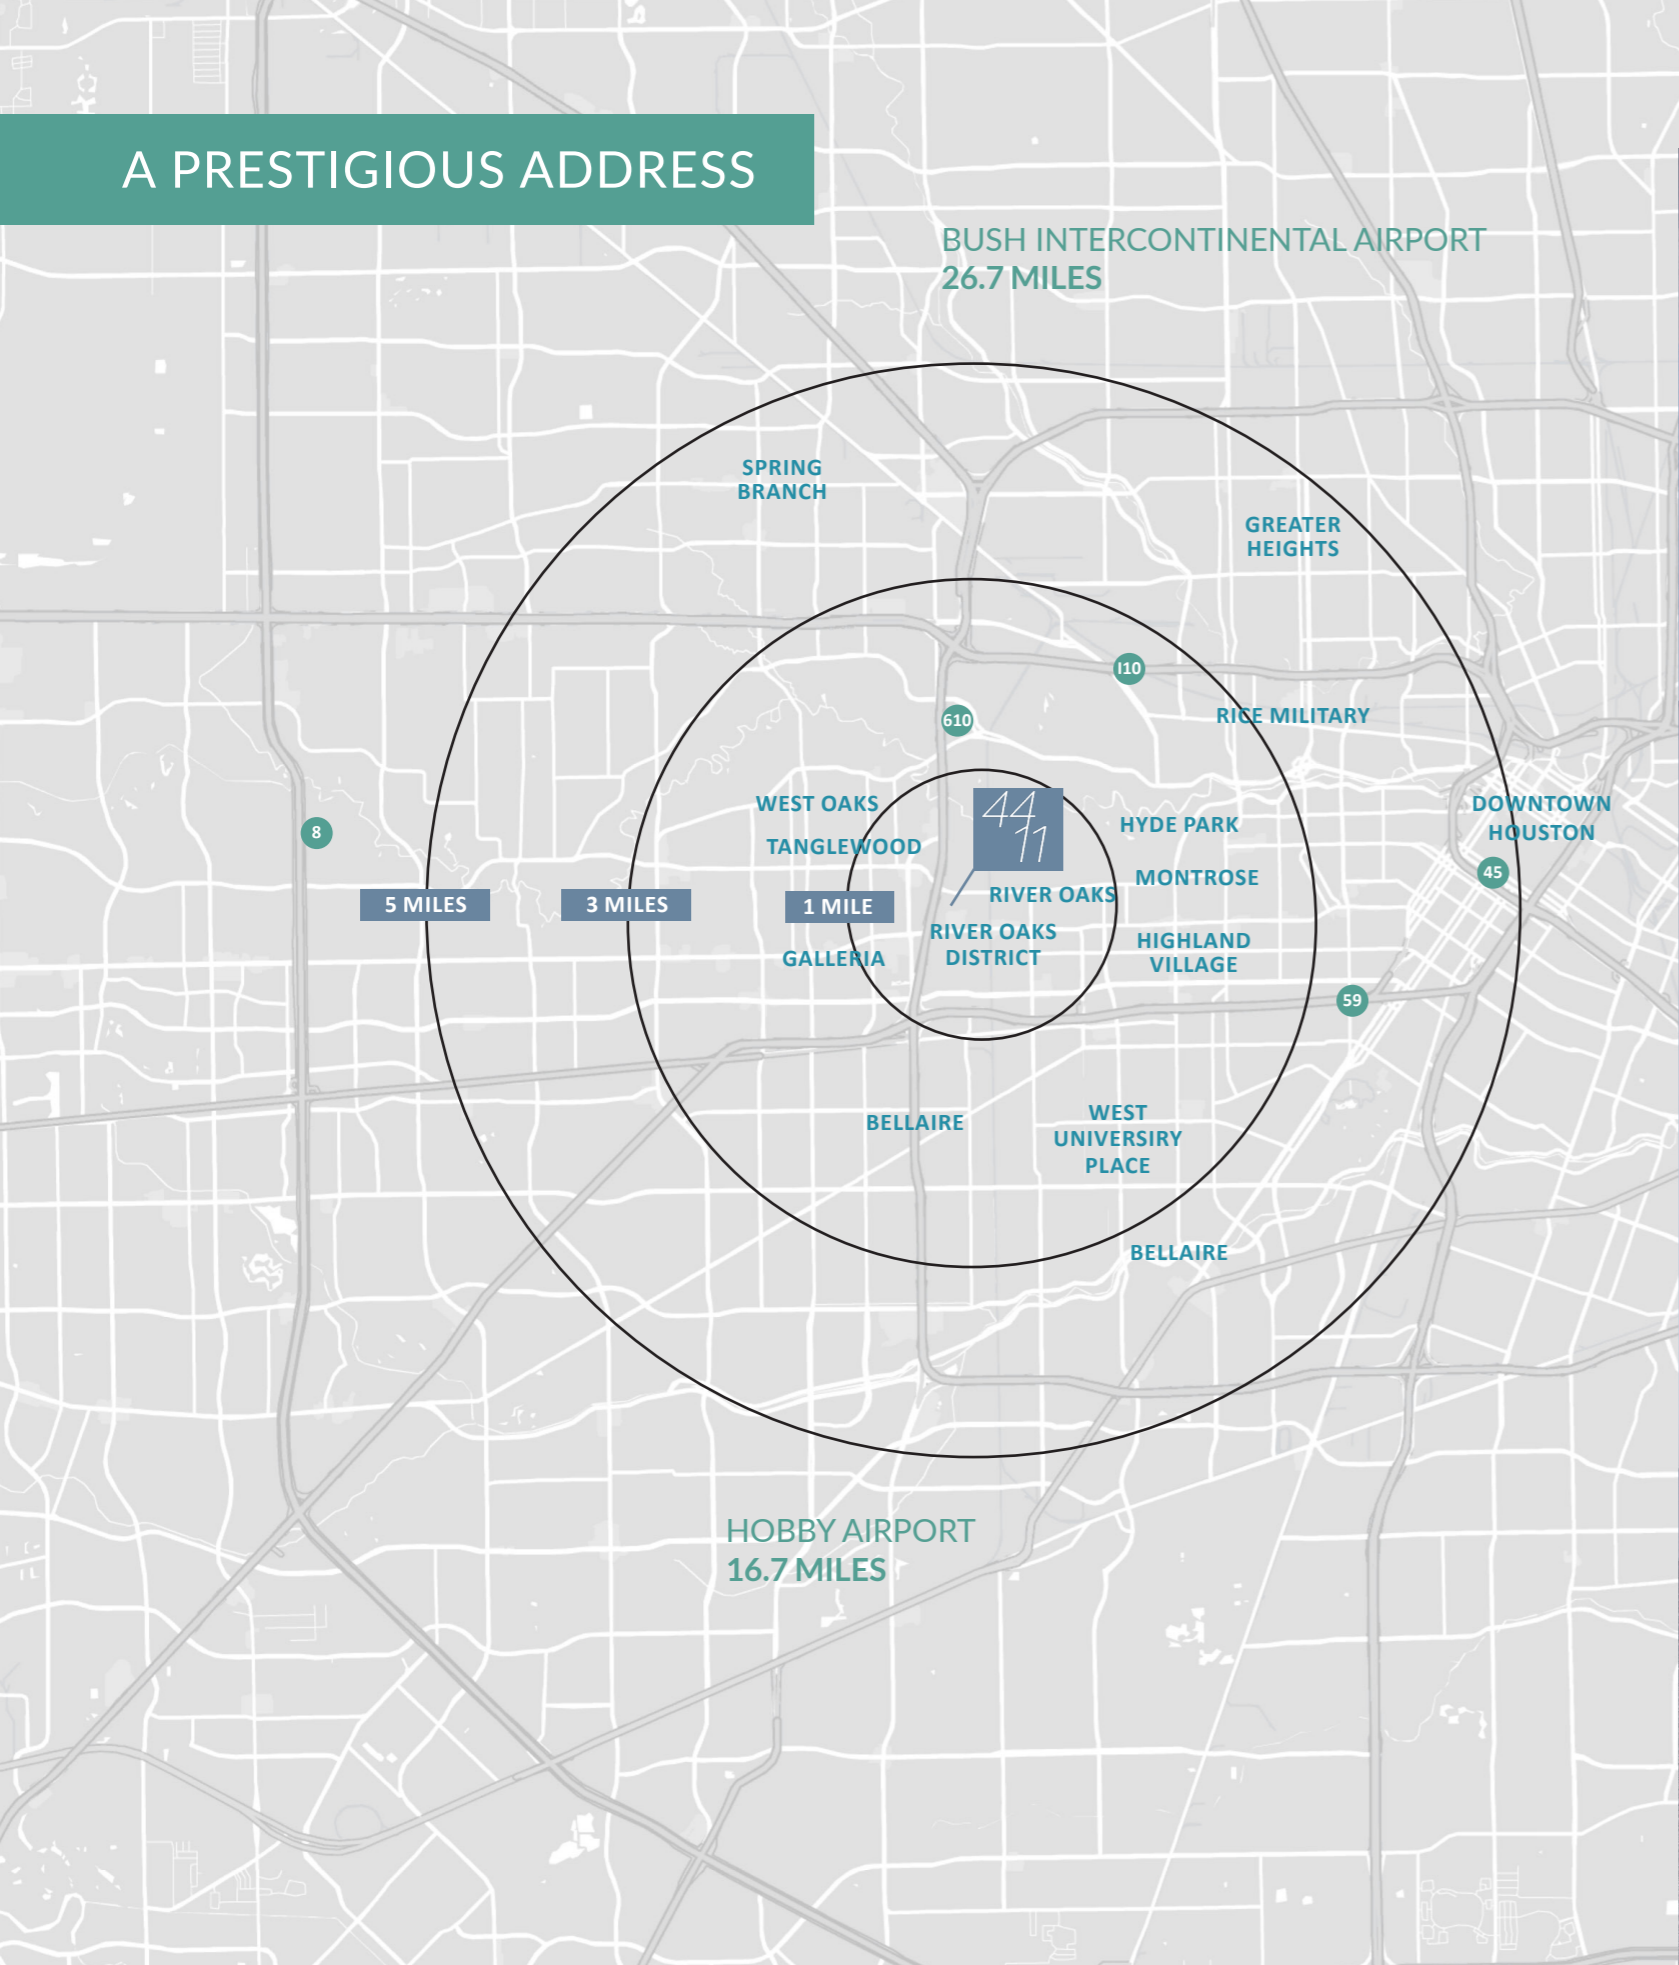 A PRESTIGIOUS ADDRESS
BUSH INTERCONTINENTAL AIRPORT
26.7 MILES
SPRING
BRANCH
GREATER
HEIGHTS
I10
RICE MILITARY
610
WEST OAKS
44
11
DOWNTOWN
HOUSTON
8
TANGLEWOOD
HYDE PARK
45
MONTROSE
RIVER OAKS
5 MILES
3 MILES
1 MILE
RIVER OAKS
DISTRICT
HIGHLAND
VILLAGE
GALLERIA
59
BELLAIRE
WEST
UNIVERSIRY
PLACE
BELLAIRE
HOBBY AIRPORT
16.7 MILES